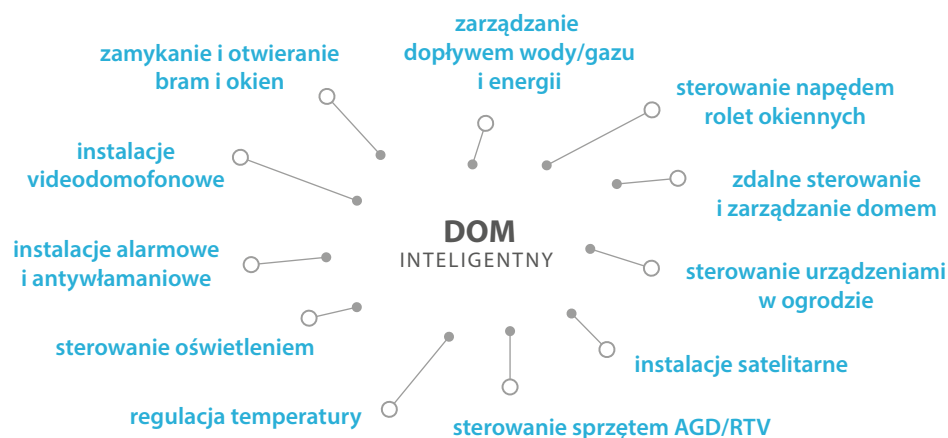 zarządzanie
dopływem wody/gazu
i energii
zamykanie i otwieranie
bram i okien
sterowanie napędem
rolet okiennych
instalacje
videodomofonowe
zdalne sterowanie
i zarządzanie domem
DOM
INTELIGENTNY
instalacje alarmowe
i antywłamaniowe
sterowanie urządzeniami
w ogrodzie
sterowanie oświetleniem
instalacje satelitarne
regulacja temperatury
sterowanie sprzętem AGD/RTV